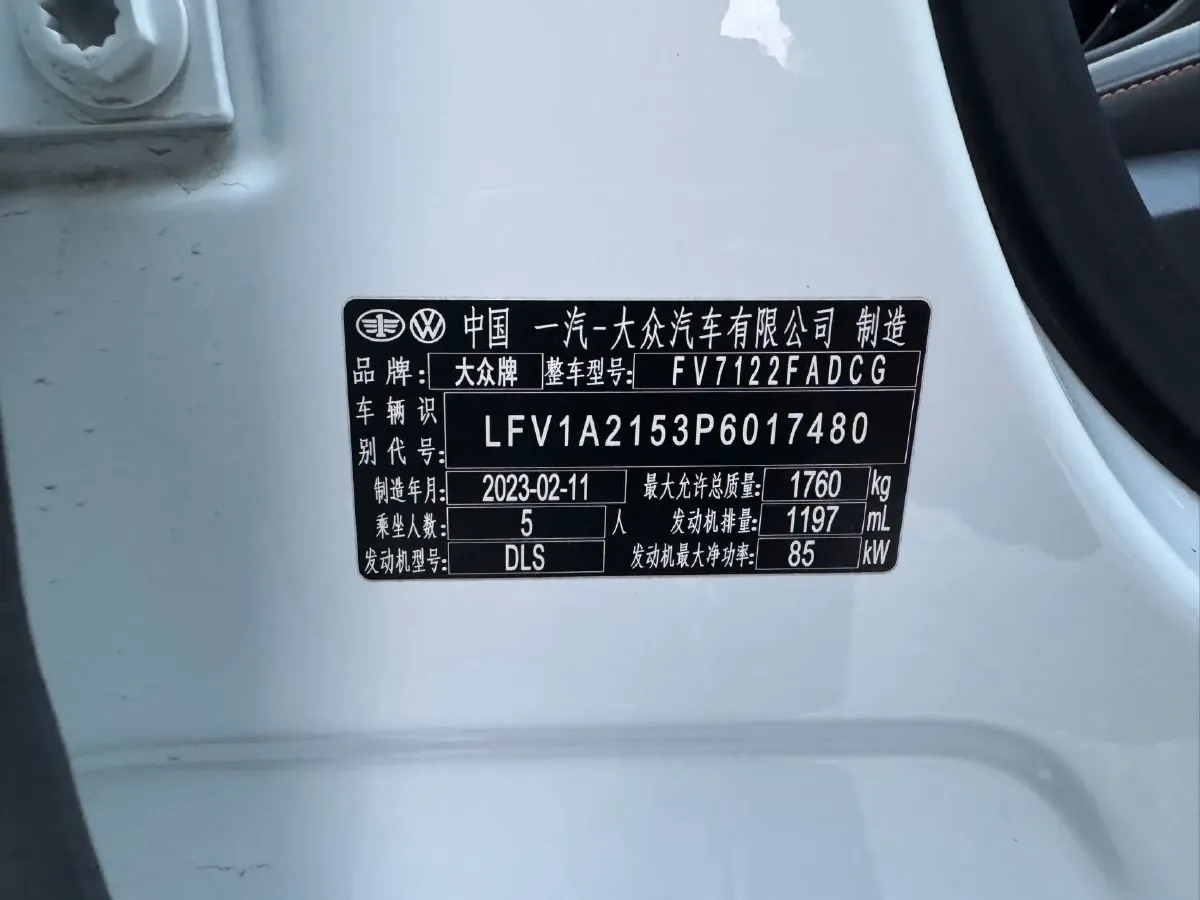 中国 一汽-大众汽车有限公司 制造
品牌: 大众牌 整车型号: FV7122FADCG
车辆识别代号: LFV1A2153P6017480
制造年月: 2023-02-11 最大允许总质量: 1760 kg
乘坐人数: 5 人 发动机排量: 1197 mL
发动机型号: DLS 发动机最大净功率: 85 kW